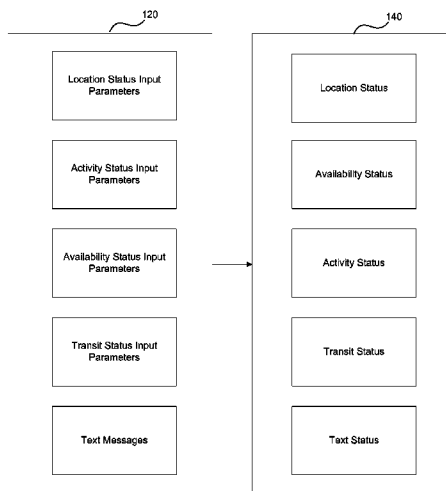 120
Location Status Input
Parameters
Activity Status Input
Parameters
Availability Status Input
Parameters
Transit Status Input
Parameters
Text Messages
140
Location Status
Availability Status
Activity Status
Transit Status
Text Status